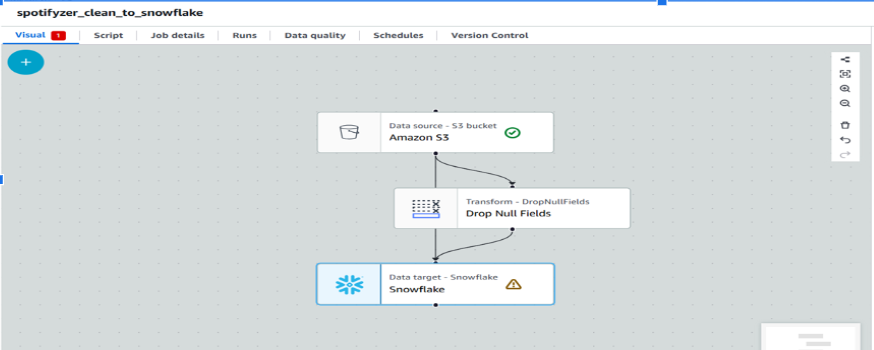 spotifyzer_clean_to_snowflake
Visual 1 Script Job details Runs Data quality Schedules Version Control
+
Data source - S3 bucket
Amazon S3
Transform - DropNullFields
Drop Null Fields
Data target - Snowflake
Snowflake